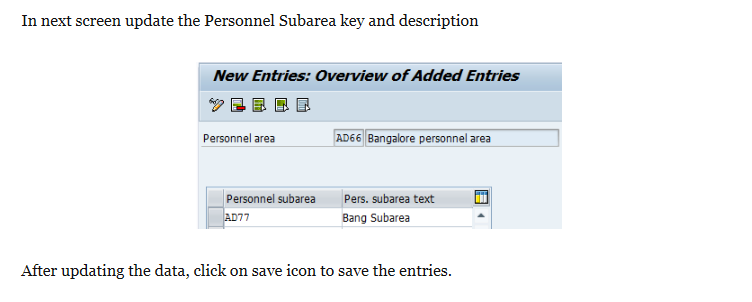 In next screen update the Personnel Subarea key and description
New Entries: Overview of Added Entries
Personnel area AD66 Bangalore personnel area
Personnel subarea Pers. subarea text
AD77 Bang Subarea
After updating the data, click on save icon to save the entries.